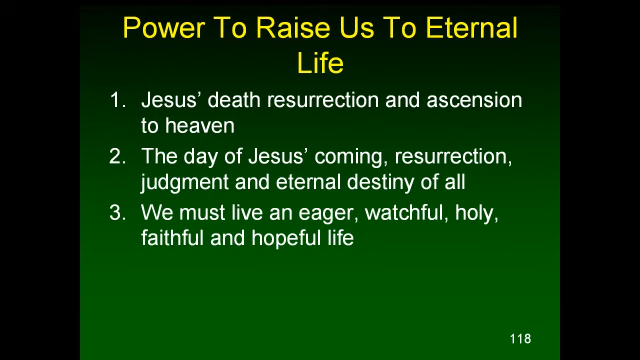 Power To Raise Us To Eternal
Life
1. Jesus’ death resurrection and ascension
to heaven
2. The day of Jesus’ coming, resurrection,
judgment and eternal destiny of all
3. We must live an eager, watchful, holy,
faithful and hopeful life
118